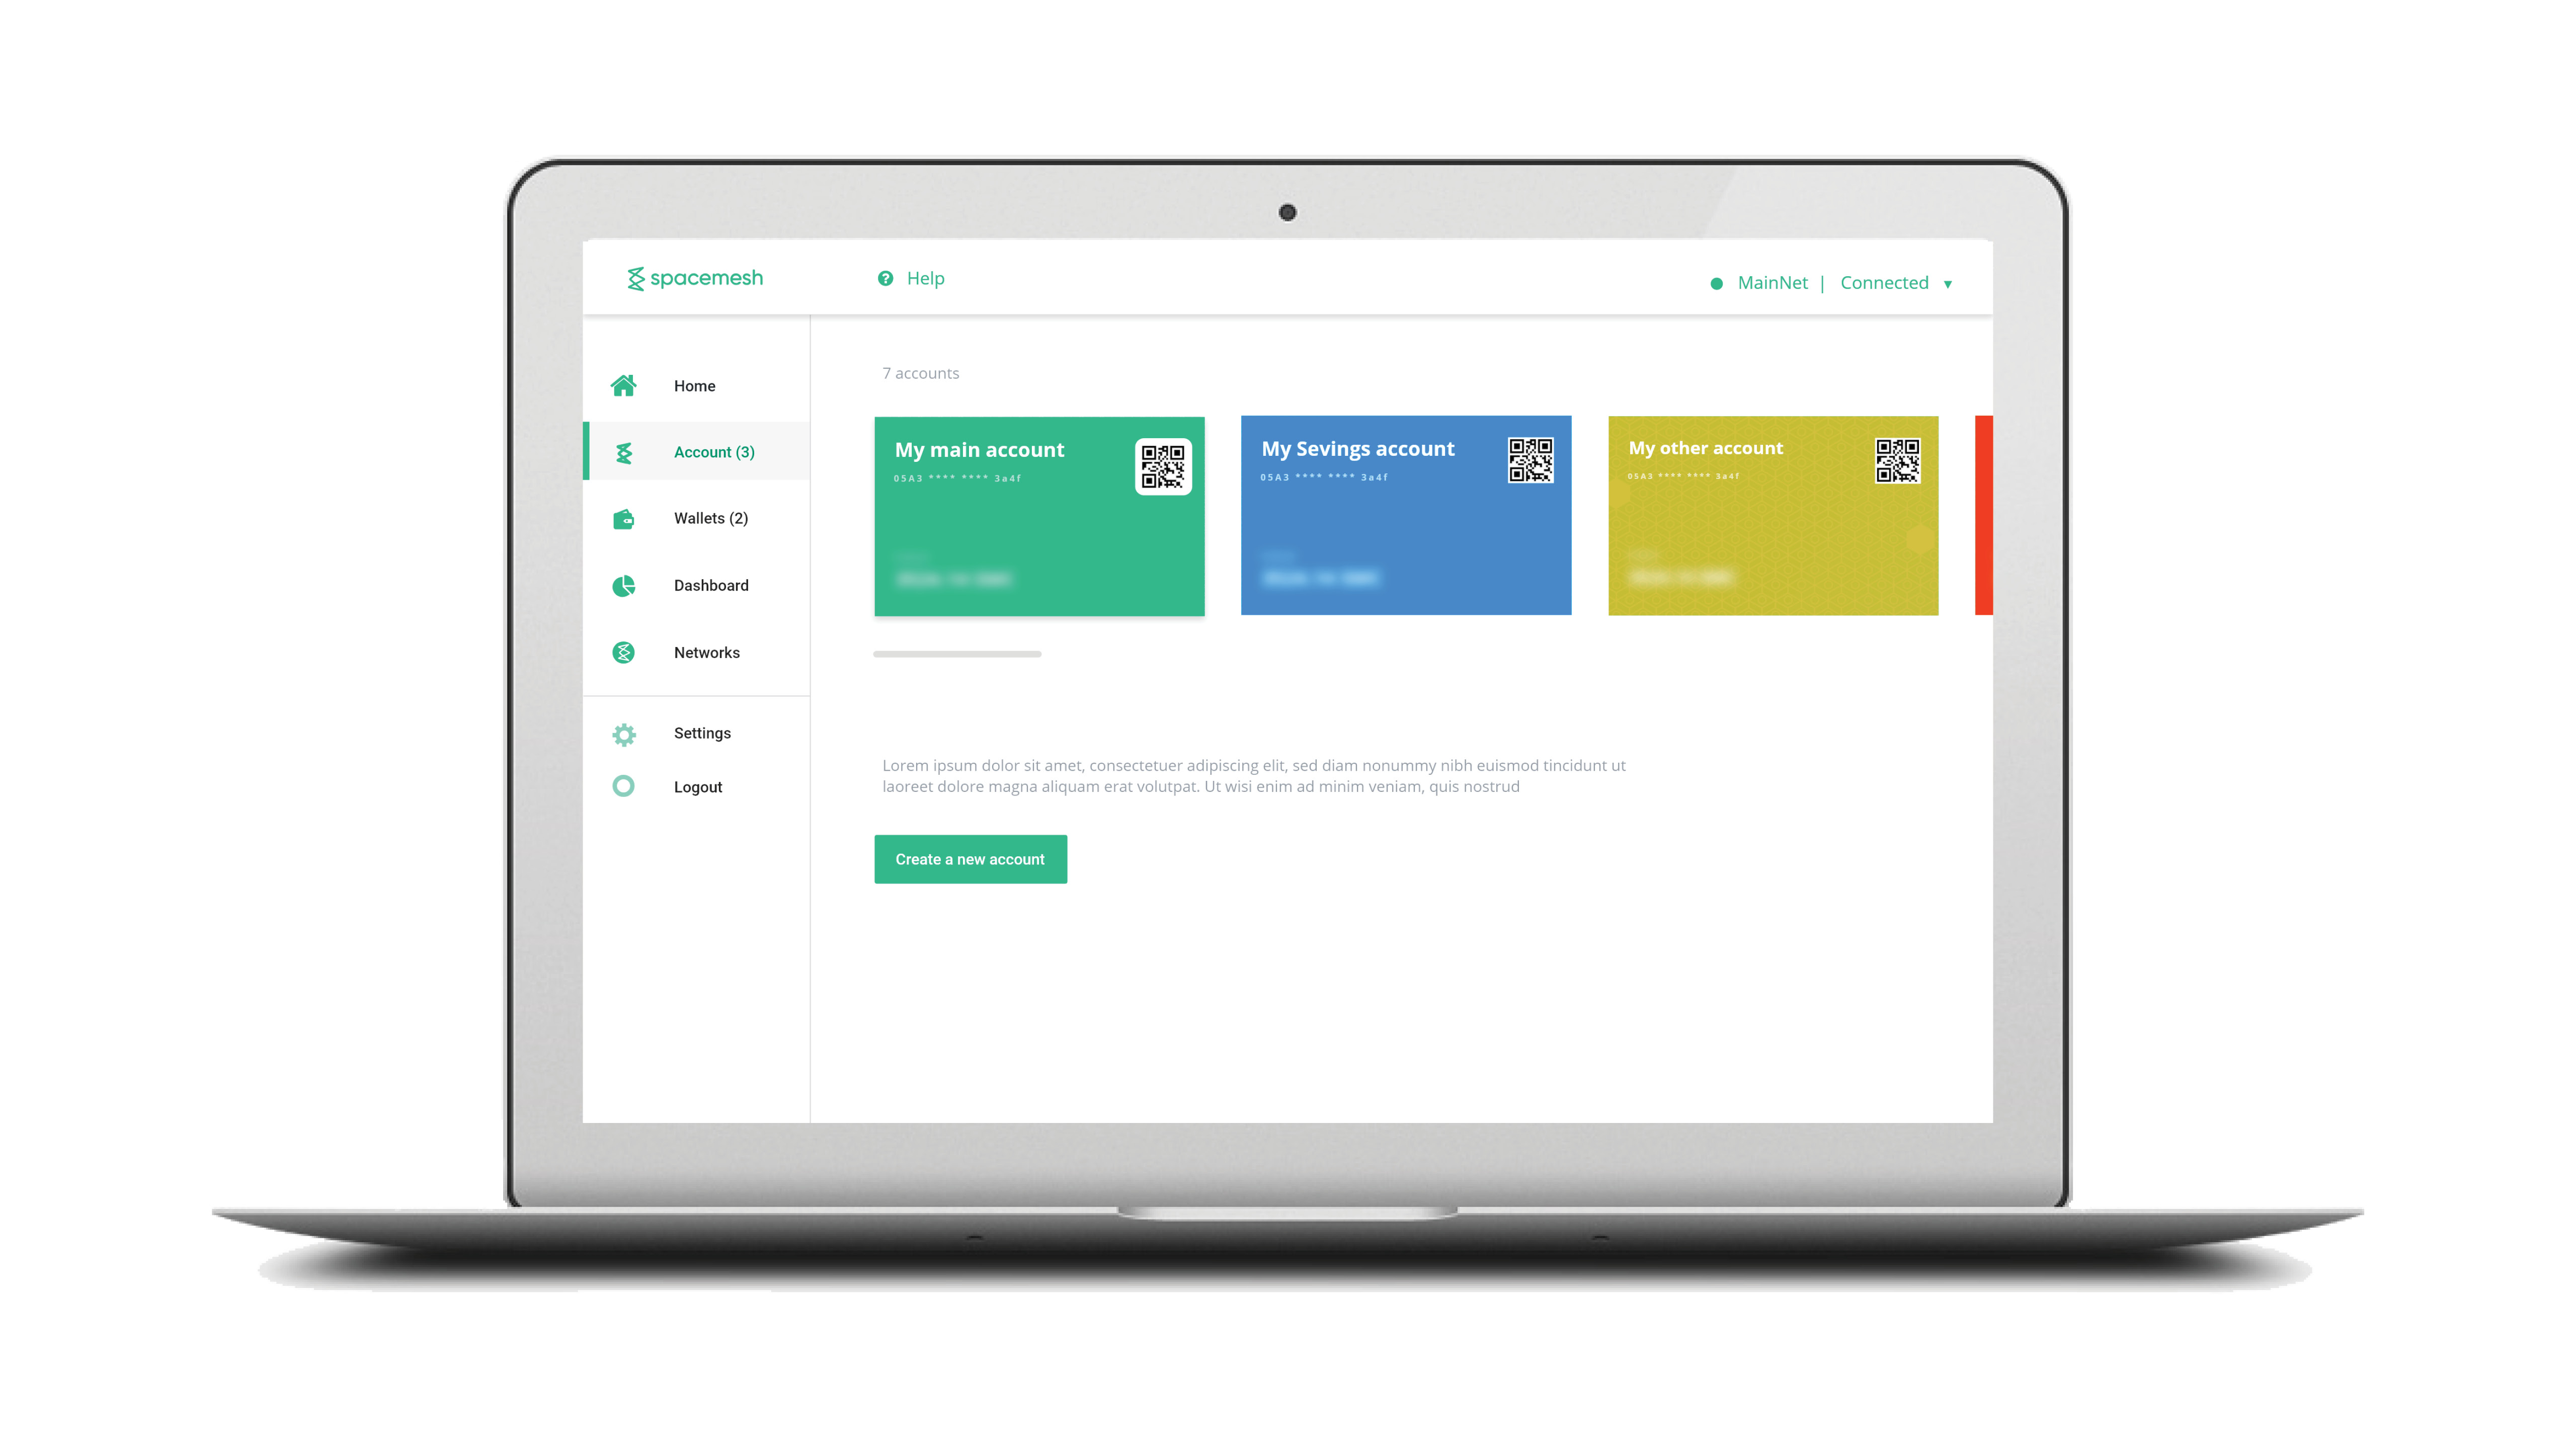 spacemesh
Help
MainNet | Connected ▾
Home
Account (3)
Wallets (2)
Dashboard
Networks
Settings
Logout
7 accounts
My main account
05A3 **** **** 3a4f
My Sevings account
05A3 **** **** 3a4f
My other account
05A3 **** **** 3a4f
Lorem ipsum dolor sit amet, consectetuer adipiscing elit, sed diam nonummy nibh euismod tincidunt ut
laoreet dolore magna aliquam erat volutpat. Ut wisi enim ad minim veniam, quis nostrud
Create a new account